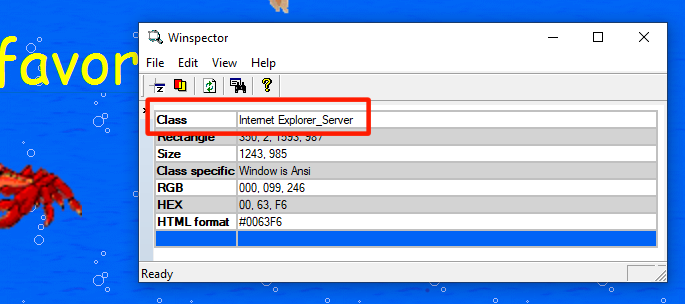 favor
Winspector
File Edit View Help
Class Internet Explorer_Server
Rectangle 350, 2, 1593, 987
Size 1243, 985
Class specific Window is Ansi
RGB 000, 099, 246
HEX 00, 63, F6
HTML format #0063F6
Ready